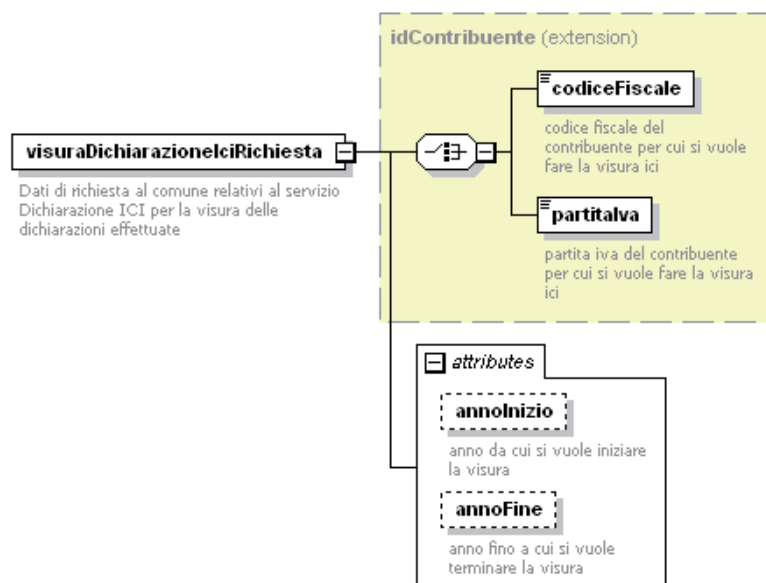 idContribuente (extension)
codiceFiscale
codice fiscale del
contribuente per cui si vuole
fare la visura ici
visuraDichiarazioneIciRichiesta
Dati di richiesta al comune relativi al servizio
Dichiarazione ICI per la visura delle
dichiarazioni effettuate
partitaIva
partita iva del contribuente
per cui si vuole fare la visura
ici
attributes
annoInizio
anno da cui si vuole iniziare
la visura
annoFine
anno fino a cui si vuole
terminare la visura